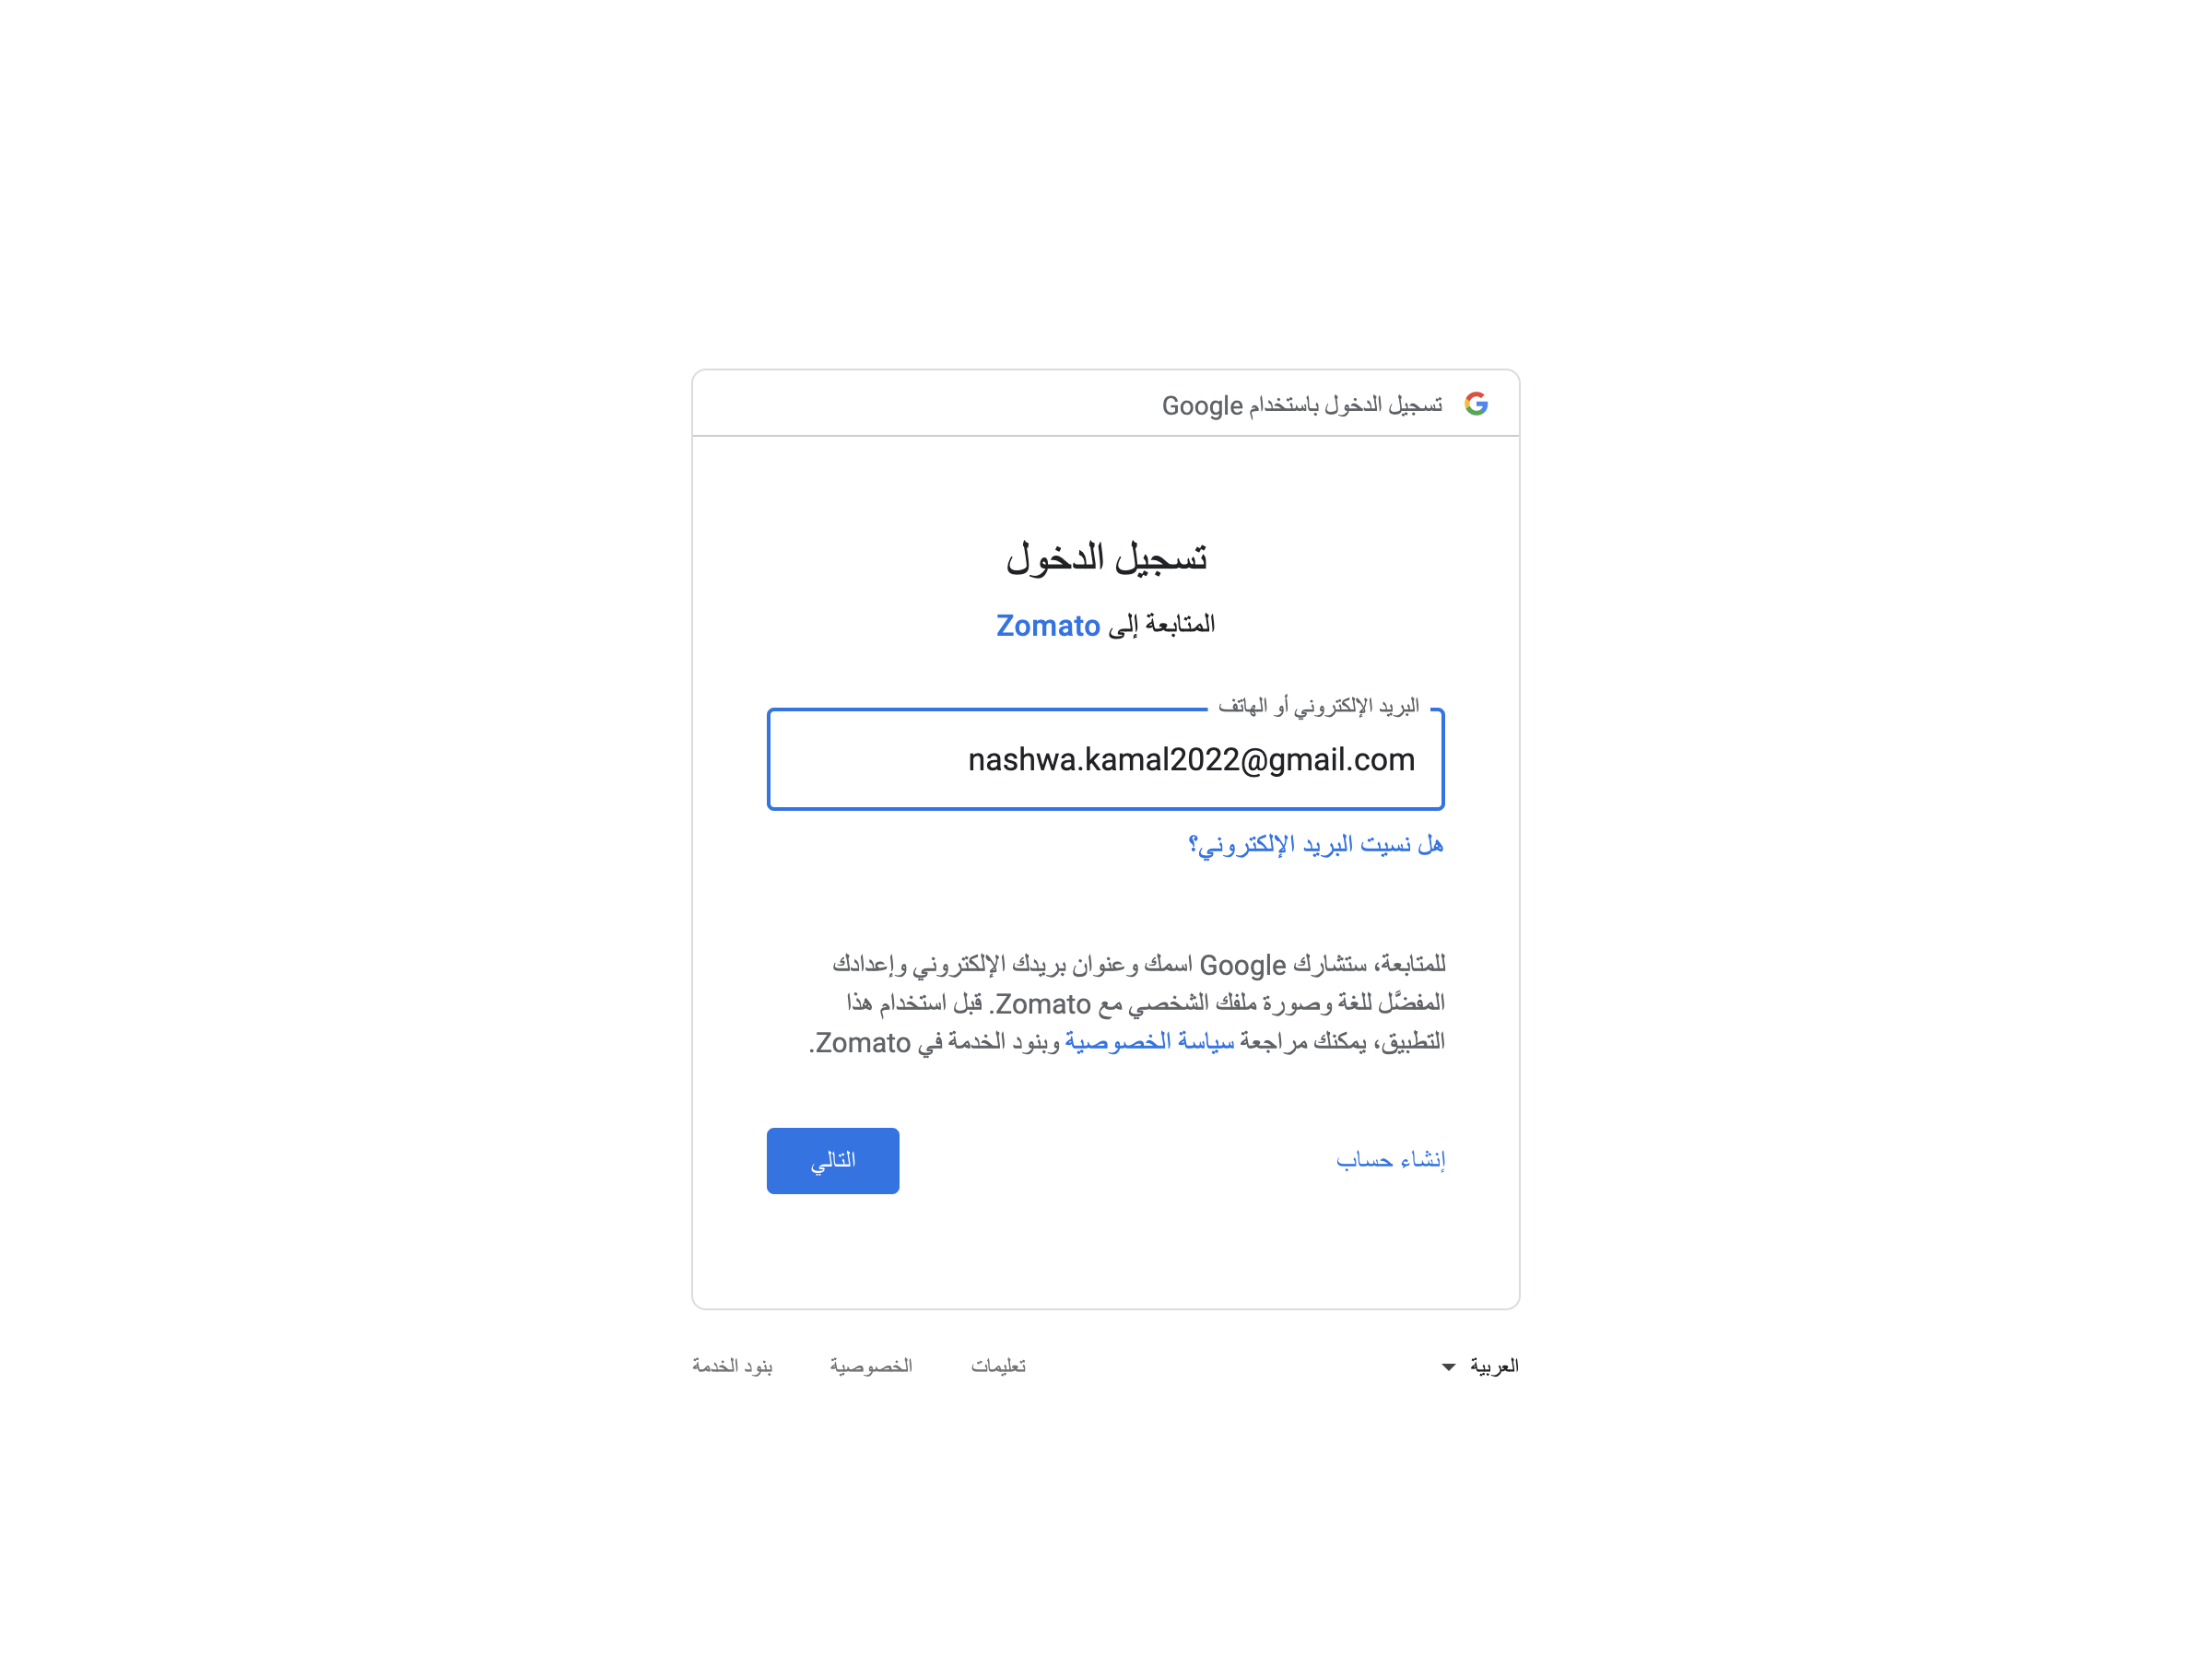 تسجيل الدخول باستخدام Google
تسجيل الدخول
المتابعة إلى Zomato
البريد الإلكتروني أو الهاتف
nashwa.kamal2022@gmail.com
هل نسيت البريد الإلكتروني؟
للمتابعة، ستشارك Google اسمك وعنوان بريدك الإلكتروني وإعدادك
المفضَّل للغة وصورة ملفك الشخصي مع Zomato. قبل استخدام هذا
التطبيق، يمكنك مراجعة سياسة الخصوصية وبنود الخدمة في Zomato.
إنشاء حساب
التالي
العربية
تعليمات
الخصوصية
بنود الخدمة